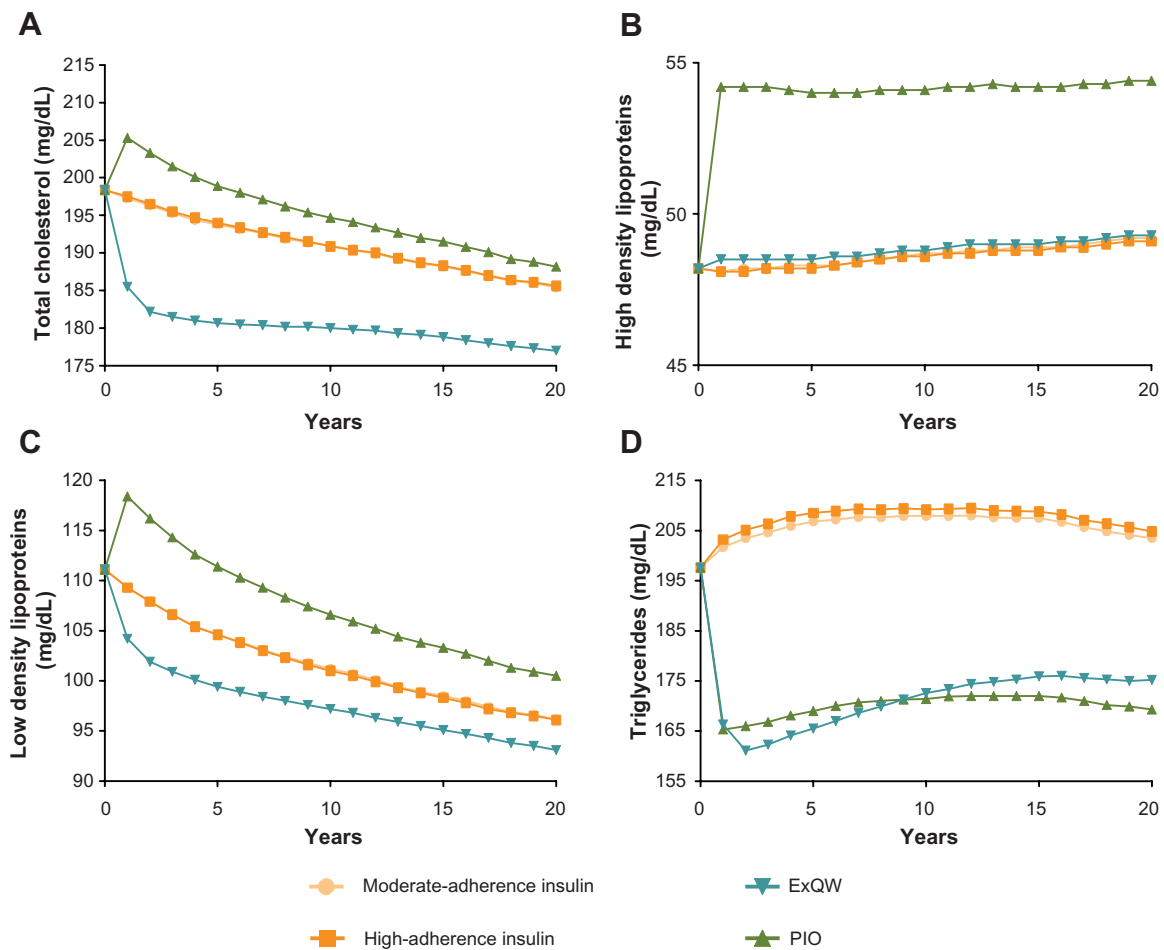 A
Total cholesterol (mg/dL)
215
210
205
200
195
190
185
180
175
0
5
10
15
20
Years
B
High density lipoproteins
(mg/dL)
55
50
45
0
5
10
15
20
Years
C
Low density lipoproteins
(mg/dL)
120
115
110
105
100
95
90
0
5
10
15
20
Years
D
Triglycerides (mg/dL)
215
205
195
185
175
165
155
0
5
10
15
20
Years
Moderate-adherence insulin
ExQW
High-adherence insulin
PIO